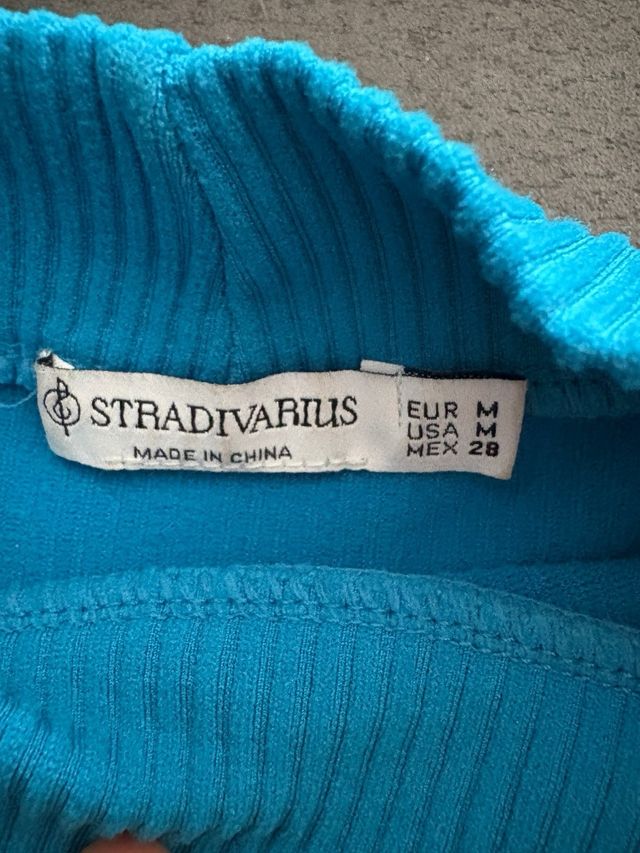 STRADIVARIUS
MADE IN CHINA
EUR M
USA M
MEX 28